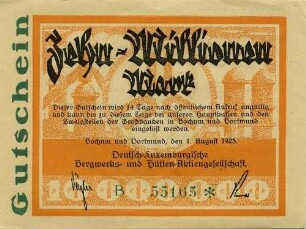 Gutschein
Zehn-Millionen
Mark
Dieser Gutschein wird 14 Tage nach öffentlichem Aufruf ungültig
und kann bis zu diesem Tage bei unseren Hauptkassen und den
Zweigstellen der Großbanken in Bochum und Dortmund
eingelöst werden.
Bochum und Dortmund, den 1. August 1923.
Deutsch-Luxemburgische
Bergwerks- und Hütten-Aktiengesellschaft.
B 55165 *